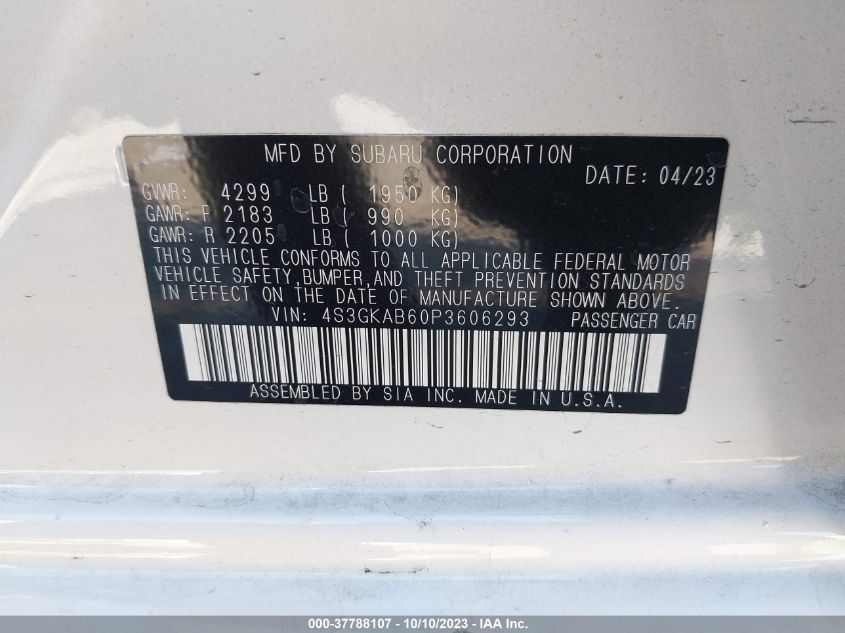 MFD BY SUBARU CORPORATION
DATE: 04/23
GVWR: 4299 LB ( 1950 KG)
GAWR: F 2183 LB ( 990 KG)
GAWR: R 2205 LB ( 1000 KG)
THIS VEHICLE CONFORMS TO ALL APPLICABLE FEDERAL MOTOR
VEHICLE SAFETY,BUMPER,AND THEFT PREVENTION STANDARDS
IN EFFECT ON THE DATE OF MANUFACTURE SHOWN ABOVE.
VIN: 4S3GKAB60P3606293 PASSENGER CAR
ASSEMBLED BY SIA INC. MADE IN U.S.A.
000-37788107 - 10/10/2023 - IAA Inc.